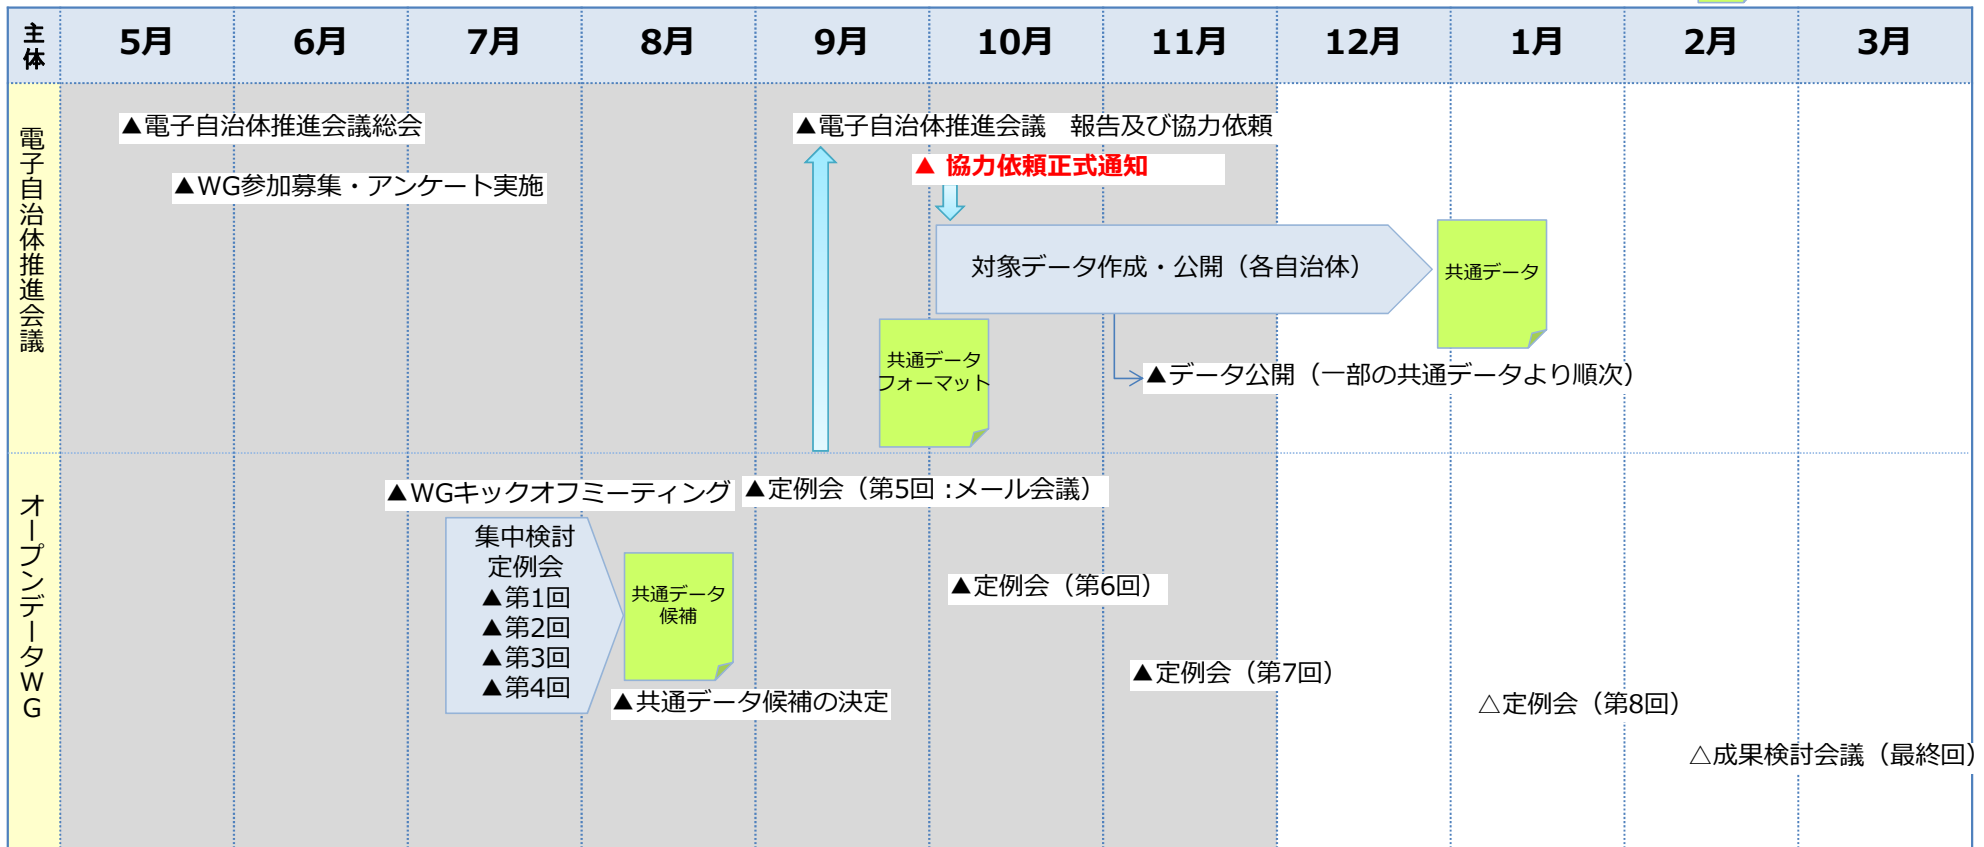 主体
5月
6月
7月
8月
9月
10月
11月
12月
1月
2月
3月
電子自治体推進会議
▲電子自治体推進会議総会
▲WG参加募集・アンケート実施
▲電子自治体推進会議　報告及び協力依頼
▲ 協力依頼正式通知
対象データ作成・公開（各自治体）
共通データ
共通データ
フォーマット
▲データ公開（一部の共通データより順次）
オープンデータWG
▲WGキックオフミーティング
▲定例会（第5回：メール会議）
集中検討
定例会
▲第1回
▲第2回
▲第3回
▲第4回
共通データ
候補
▲共通データ候補の決定
▲定例会（第6回）
▲定例会（第7回）
△定例会（第8回）
△成果検討会議（最終回）